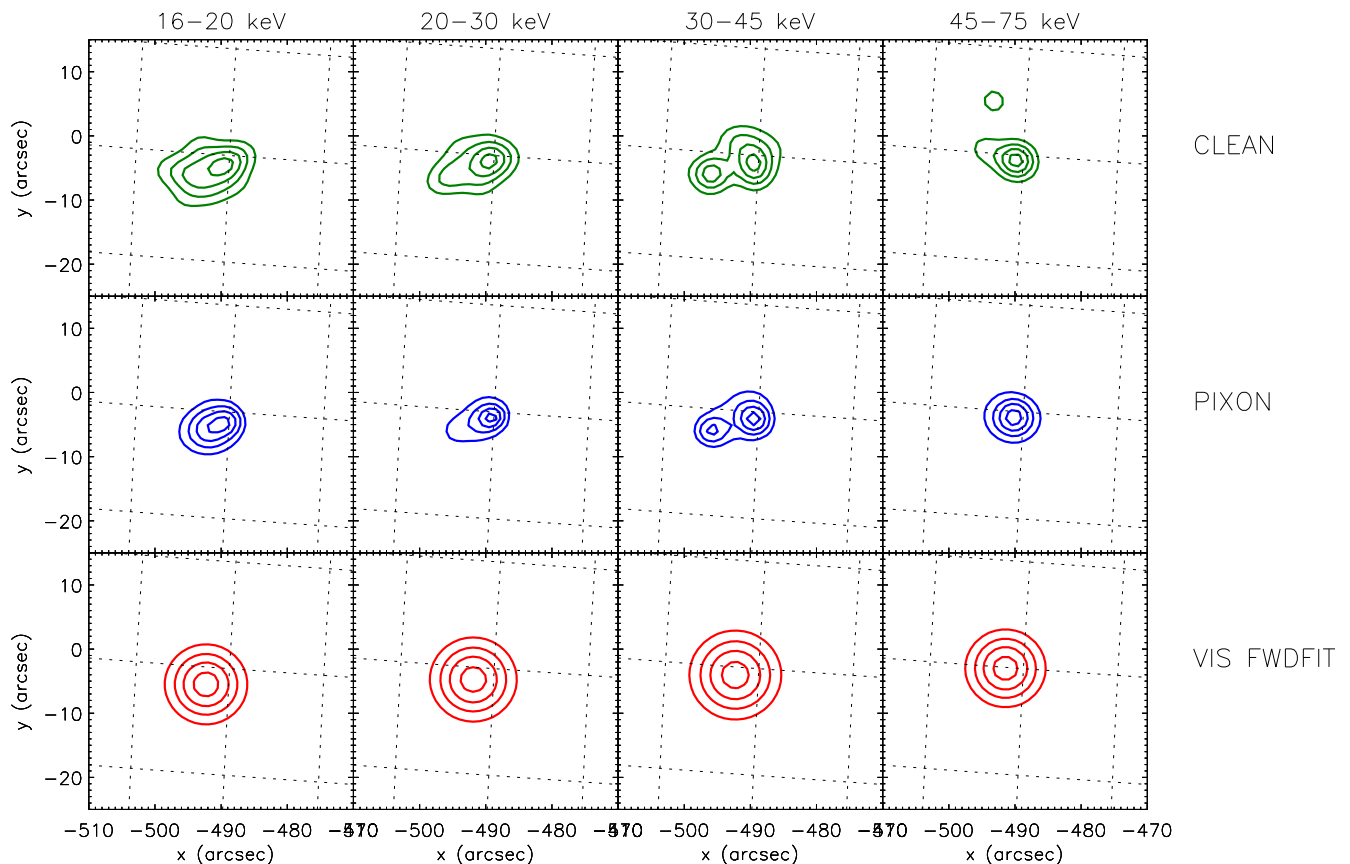 16−20 keV 20−30 keV 30−45 keV 45−75 keV
10
0
−10
−20
y (arcsec)
CLEAN
10
0
−10
−20
y (arcsec)
PIXON
10
0
−10
−20
y (arcsec)
VIS FWDFIT
−510 −500 −490 −480 −500 −490 −480 −500 −490 −480 −500 −490 −480 −470
x (arcsec) x (arcsec) x (arcsec) x (arcsec)